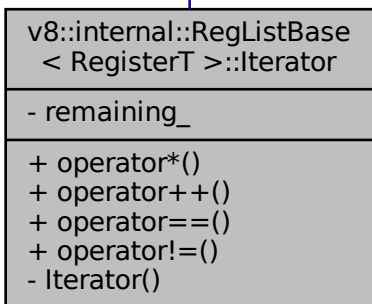 v8::internal::RegListBase
< RegisterT >::Iterator
- remaining_
+ operator*()
+ operator++()
+ operator==()
+ operator!=()
- Iterator()